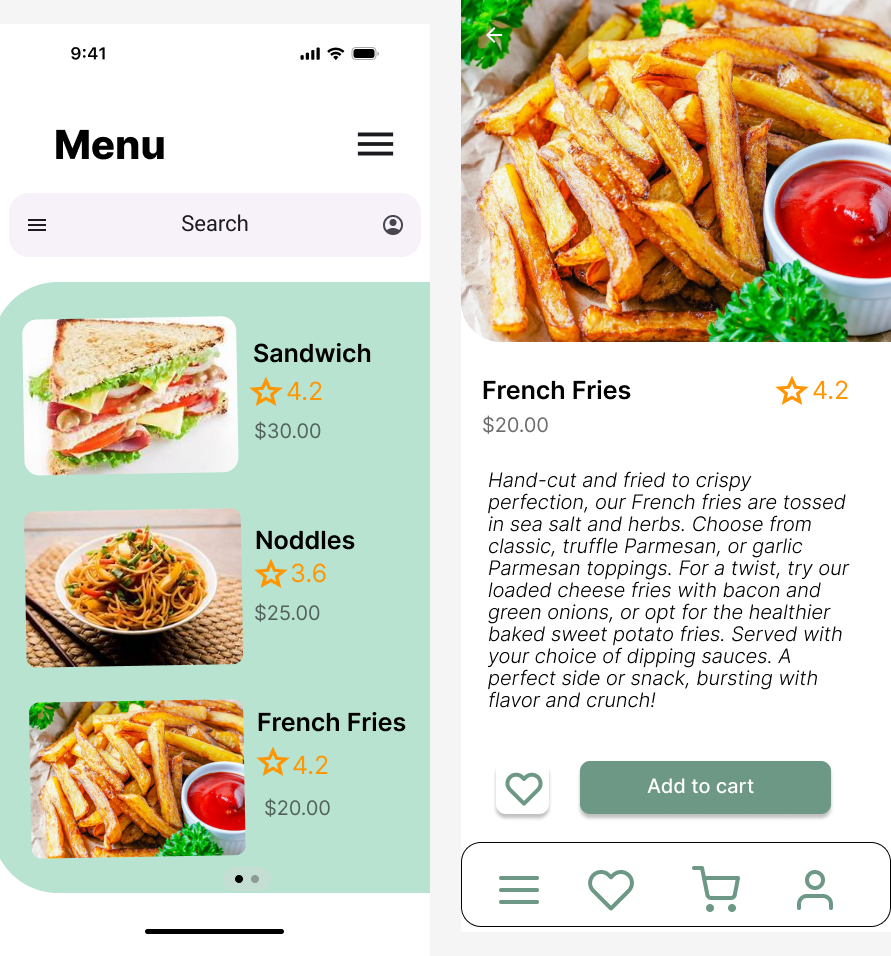 9:41
Menu
Search
Sandwich
4.2
$30.00
Noddles
3.6
$25.00
French Fries
4.2
$20.00
French Fries
4.2
$20.00
Hand-cut and fried to crispy
perfection, our French fries are tossed
in sea salt and herbs. Choose from
classic, truffle Parmesan, or garlic
Parmesan toppings. For a twist, try our
loaded cheese fries with bacon and
green onions, or opt for the healthier
baked sweet potato fries. Served with
your choice of dipping sauces. A
perfect side or snack, bursting with
flavor and crunch!
Add to cart